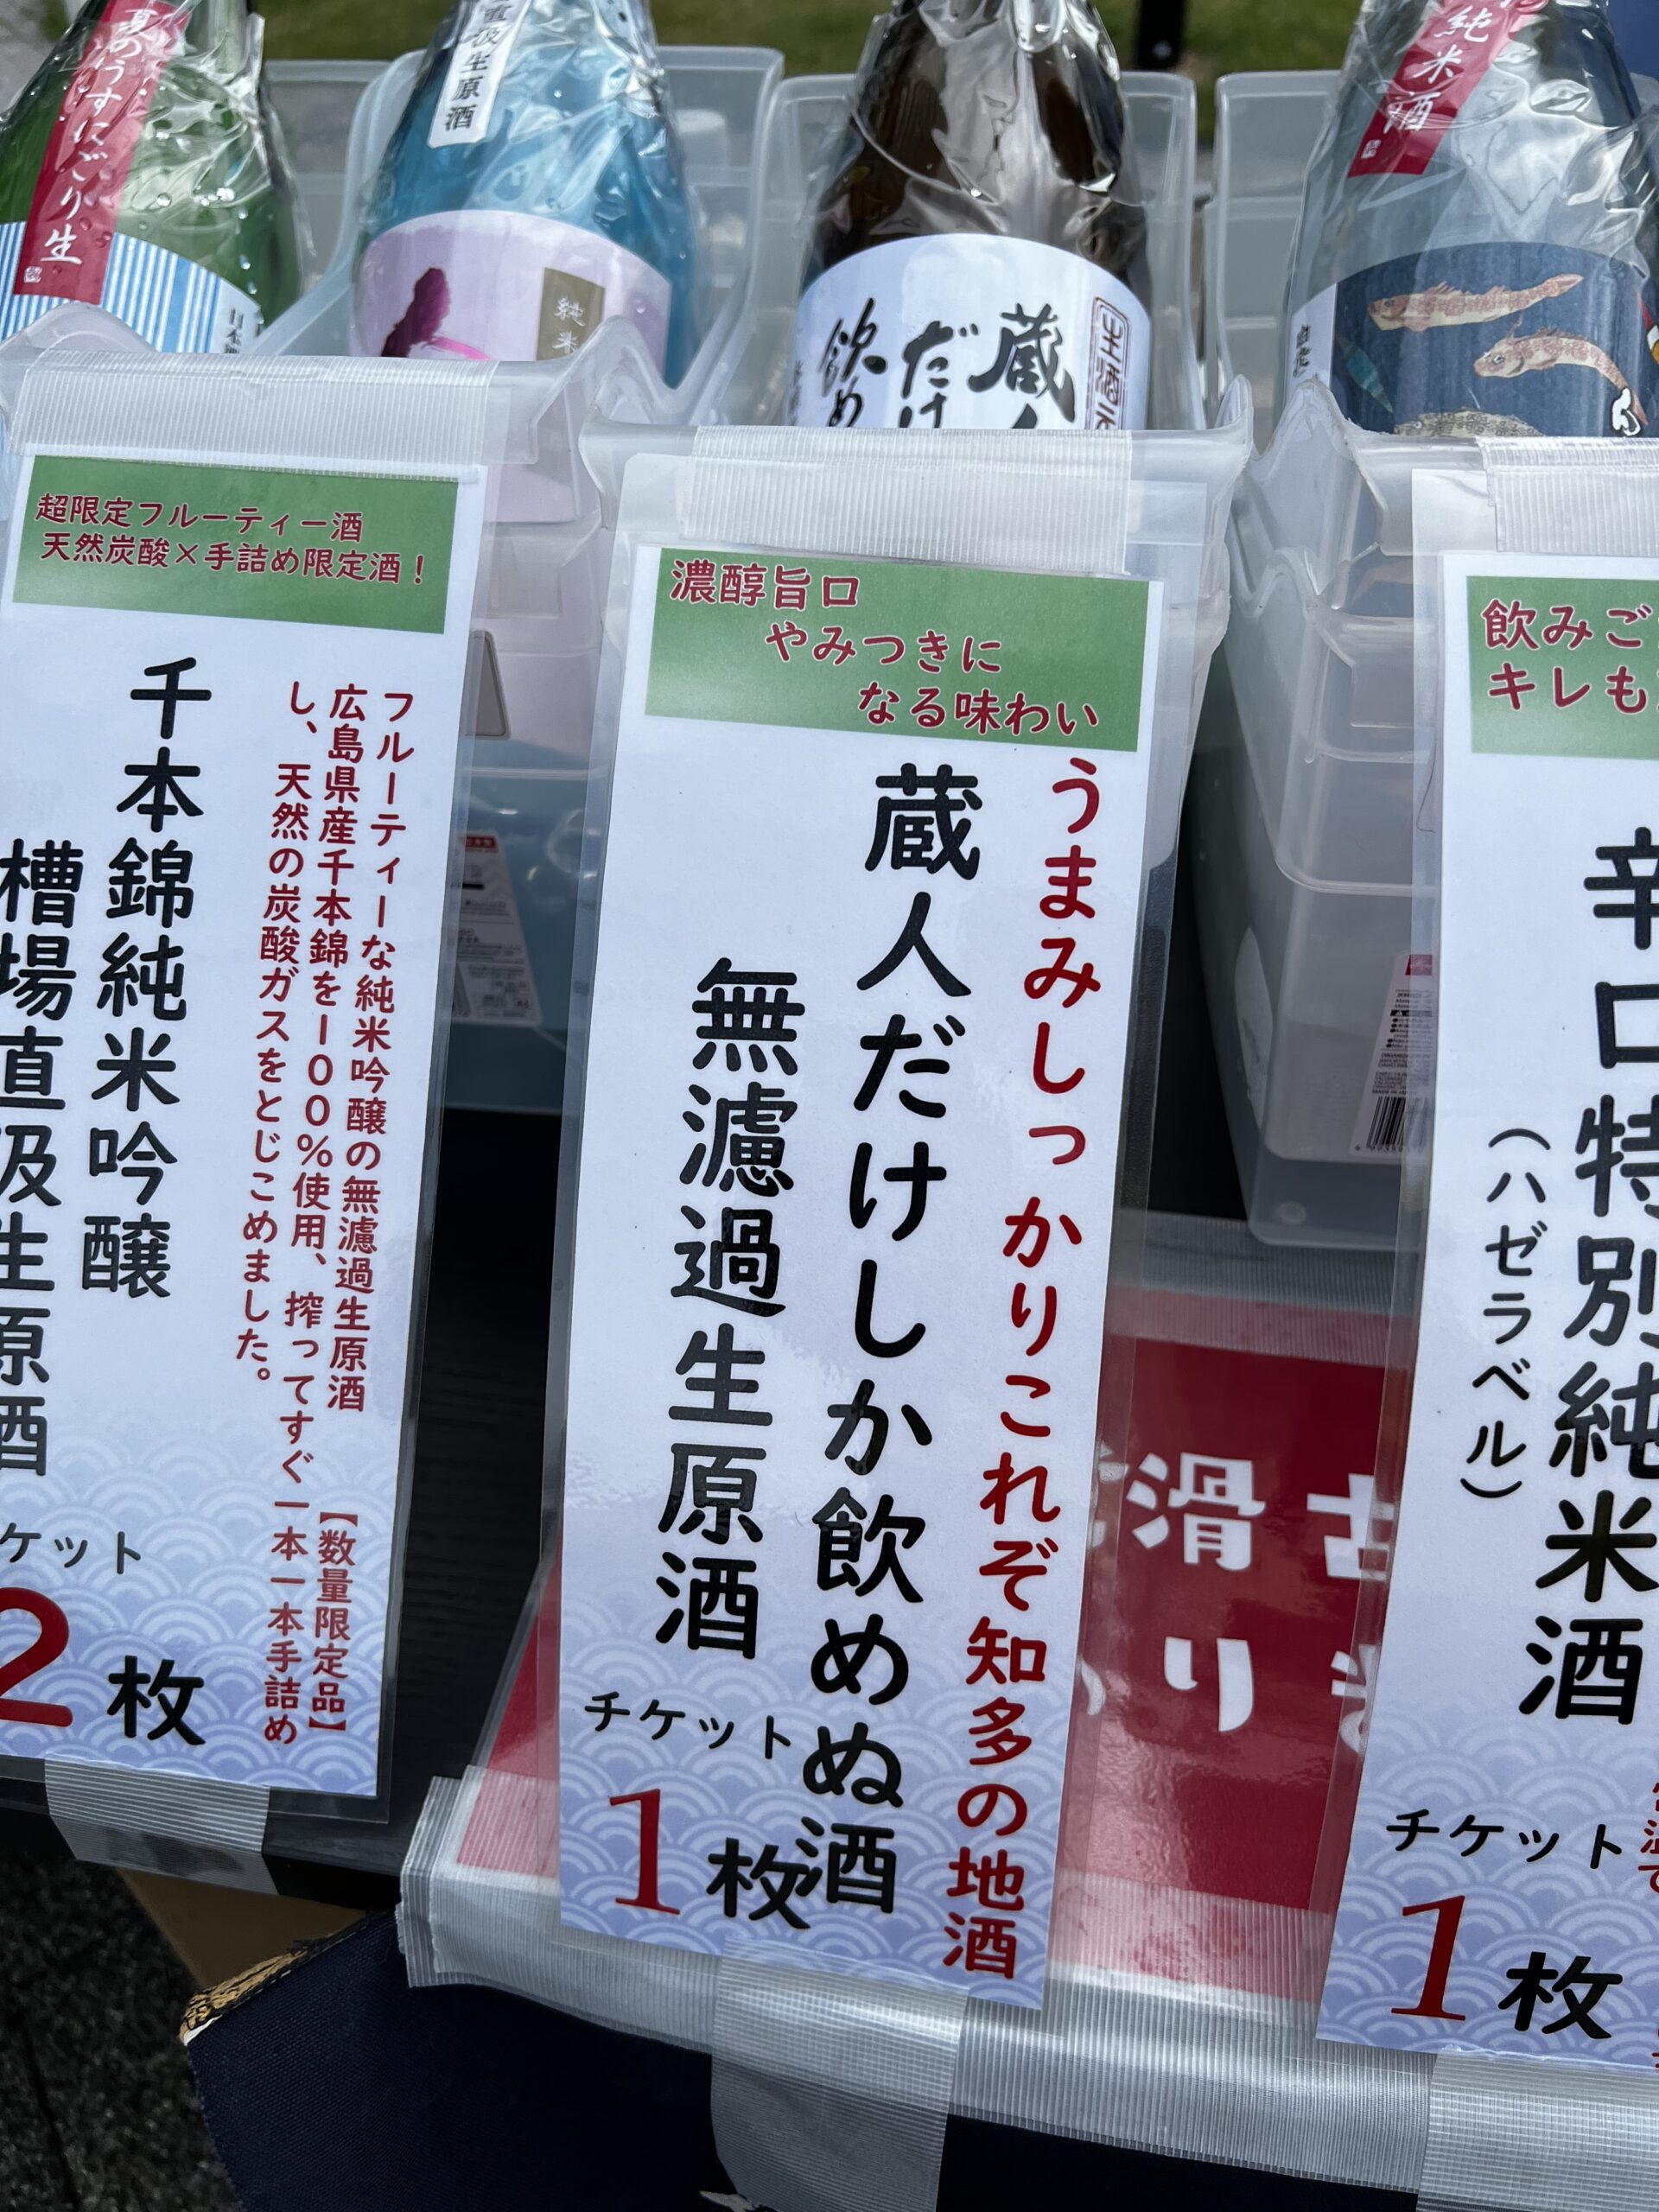 夏のうすにごり生
直汲生原酒
純米
生酒
蔵人
だけ
飲め
純米酒
超限定フルーティー酒
天然炭酸×手詰め限定酒！
フルーティーな純米吟醸の無濾過生原酒
【数量限定品】
広島県産千本錦を100％使用、搾ってすぐ一本一本手詰め
し、天然の炭酸ガスをとじこめました。
千本錦純米吟醸
槽場直汲生原酒
ケット
2枚
濃醇旨口
やみつきに
なる味わい
うまみしっかりこれぞ知多の地酒
蔵人だけしか飲めぬ酒
無濾過生原酒
チケット
1枚
滑
り
飲みご
キレも
辛口特別純米酒
（ハゼラベル）
チケット
1枚